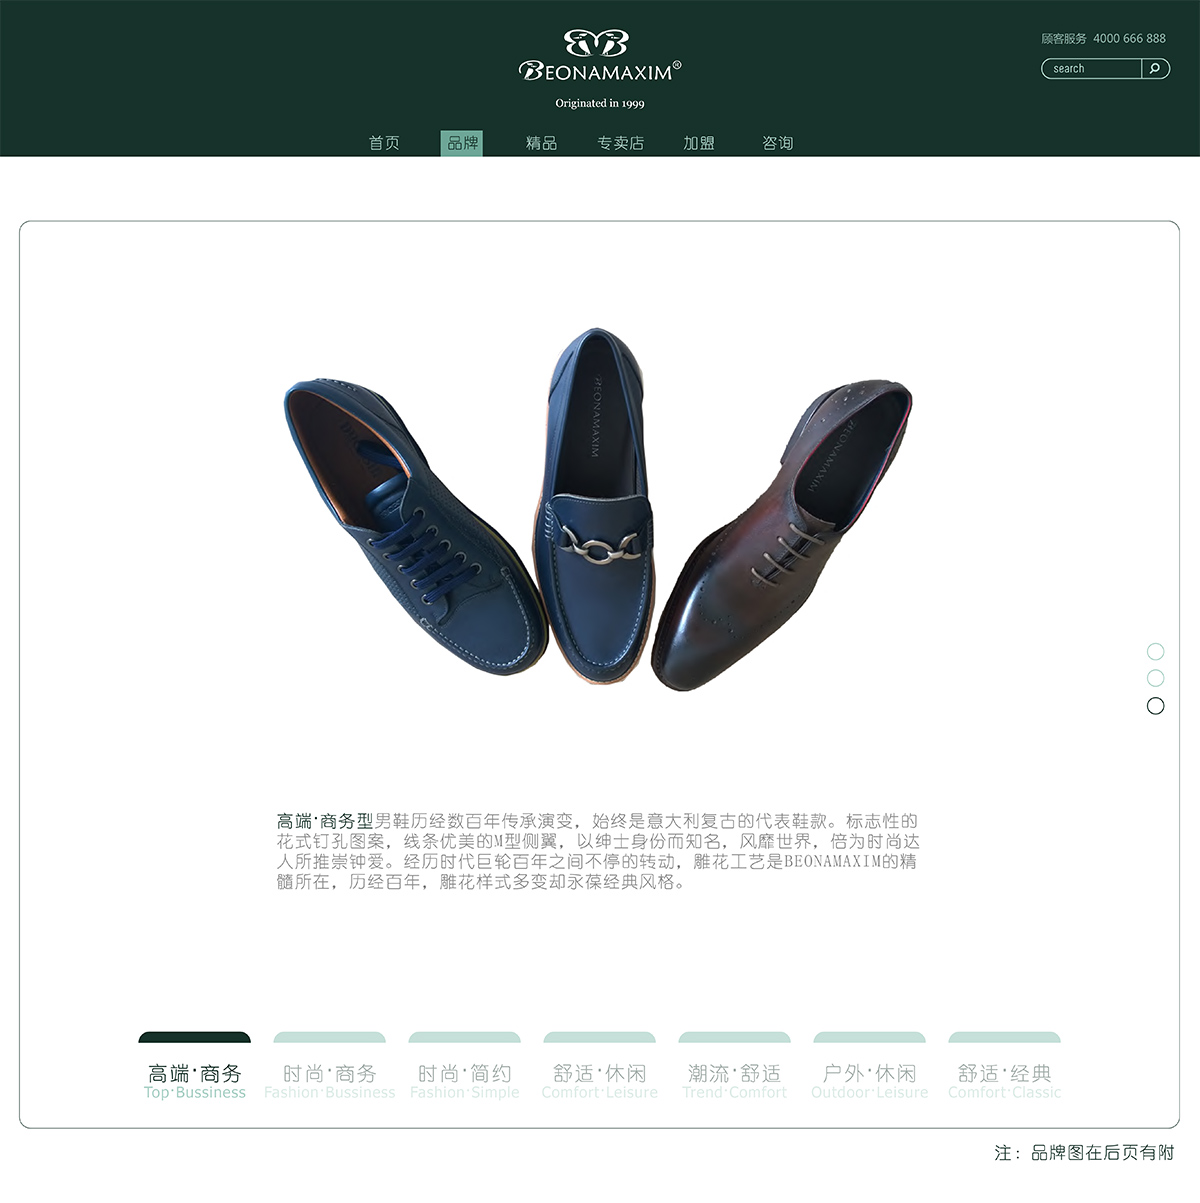 BEONAMAXIM®
Originated in 1999
顾客服务 4000 666 888
search
首页 品牌 精品 专卖店 加盟 咨询
BEONAMAXIM
BEONAMAXIM
高端·商务型男鞋历经数百年传承演变，始终是意大利复古的代表鞋款。标志性的
花式钉孔图案，线条优美的M型侧翼，以绅士身份而知名，风靡世界，倍为时尚达
人所推崇钟爱。经历时代巨轮百年之间不停的转动，雕花工艺是BEONAMAXIM的精
髓所在，历经百年，雕花样式多变却永葆经典风格。
高端·商务 时尚·商务 时尚·简约 舒适·休闲 潮流·舒适 户外·休闲 舒适·经典
Top·Bussiness Fashion·Bussiness Fashion·Simple Comfort·Leisure Trend·Comfort Outdoor·Leisure Comfort·Classic
注：品牌图在后页有附